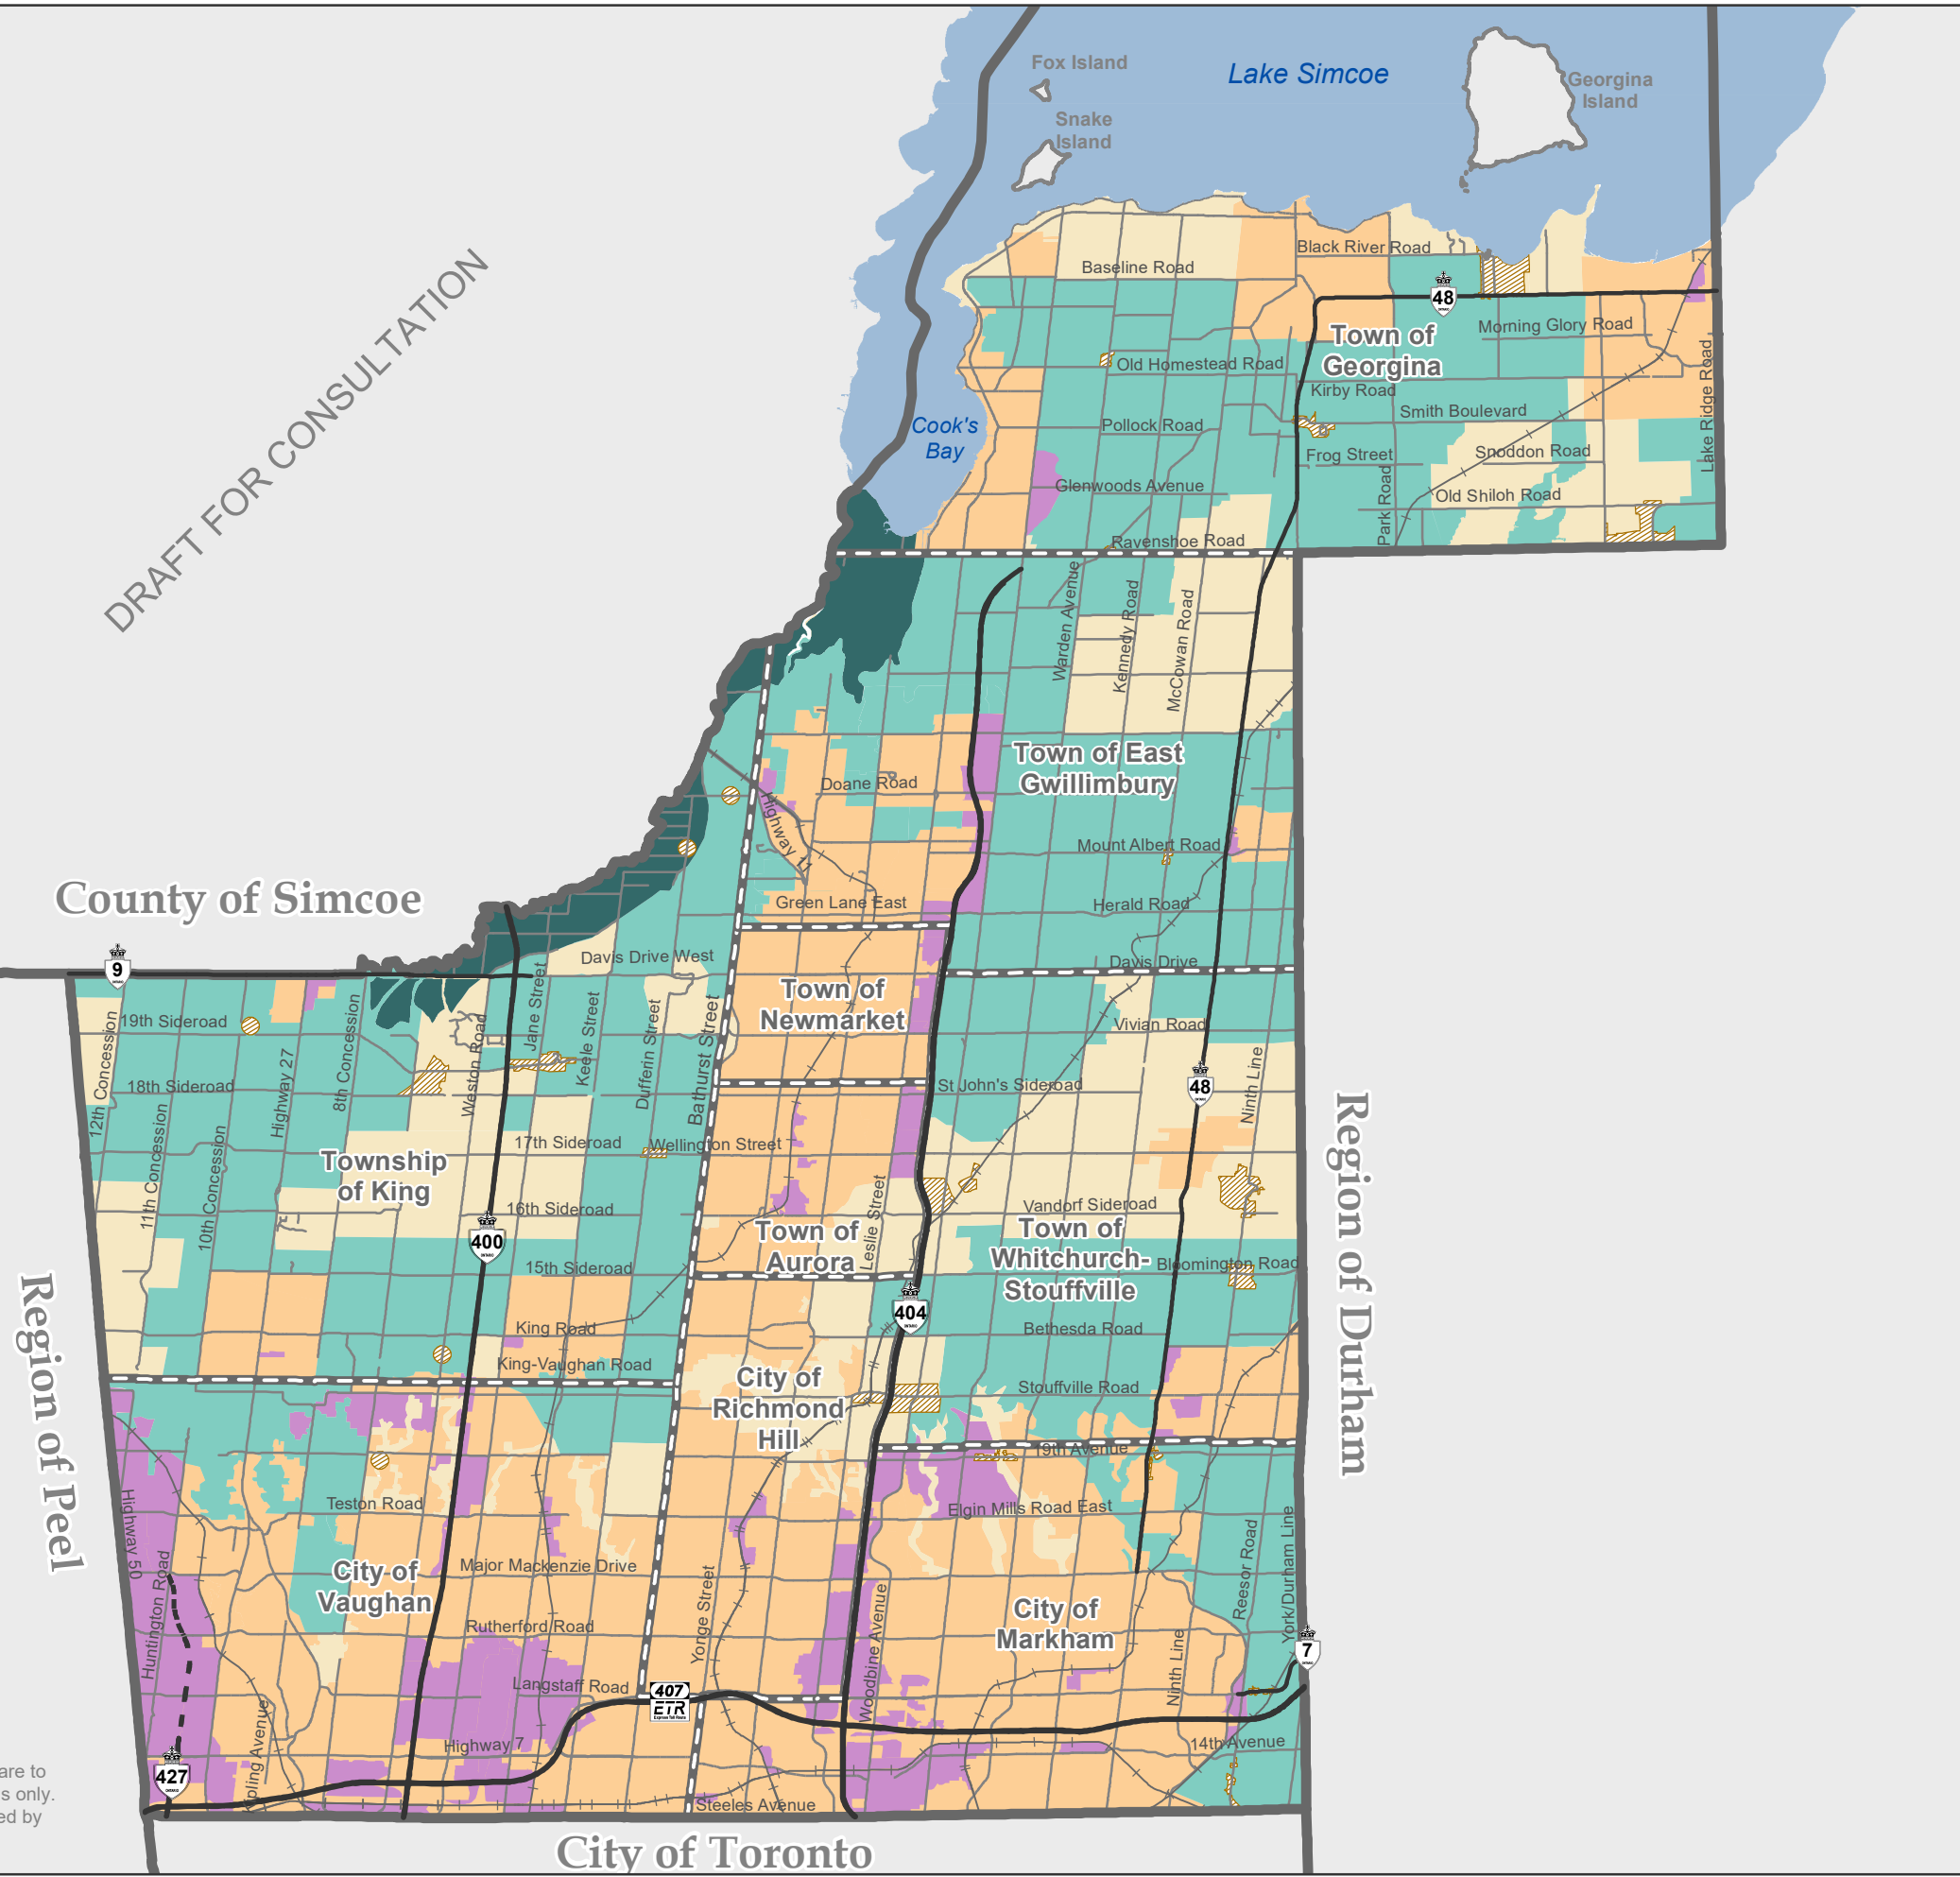 Fox Island
Lake Simcoe
Georgina
Island
Snake
Island
DRAFT FOR CONSULTATION
Black River Road
Baseline Road
48
Morning Glory Road
Town of
Georgina
Old Homestead Road
Kirby Road
Lake Ridge Road
Smith Boulevard
Cook's
Bay
Pollock Road
Frog Street
Snoddon Road
Glenwoods Avenue
Park Road
Old Shiloh Road
Ravenshoe Road
Warden Avenue
Kennedy Road
McCowan Road
Town of East
Gwillimbury
Doane Road
Highway 11
Mount Albert Road
County of Simcoe
Green Lane East
Herald Road
Davis Drive West
Davis Drive
9
Town of
Newmarket
19th Sideroad
12th Concession
Jane Street
Keele Street
Dufferin Street
Bathurst Street
Weston Road
8th Concession
Highway 27
Vivian Road
18th Sideroad
St John's Sideroad
48
Ninth Line
11th Concession
10th Concession
17th Sideroad
Wellington Street
Township
of King
Region of Durham
16th Sideroad
Leslie Street
Vandorf Sideroad
400
Town of
Aurora
Town of
Whitchurch-
Stouffville
15th Sideroad
Bloomington Road
Region of Peel
404
King Road
Bethesda Road
King-Vaughan Road
City of
Richmond
Hill
Stouffville Road
19th Avenue
Highway 50
Teston Road
Elgin Mills Road East
Reesor Road
York/Durham Line
Huntington Road
City of
Vaughan
Major Mackenzie Drive
Yonge Street
Woodbine Avenue
City of
Markham
Rutherford Road
Ninth Line
7
Langstaff Road
407
ETR
Express Toll Route
Kipling Avenue
Highway 7
14th Avenue
are to
s only.
ed by
427
Steeles Avenue
City of Toronto